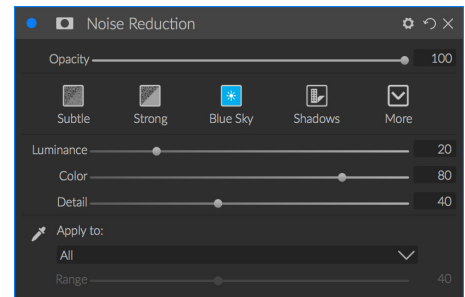 Noise Reduction
Opacity 100
Subtle Strong Blue Sky Shadows More
Luminance 20
Color 80
Detail 40
Apply to:
All
Range 40